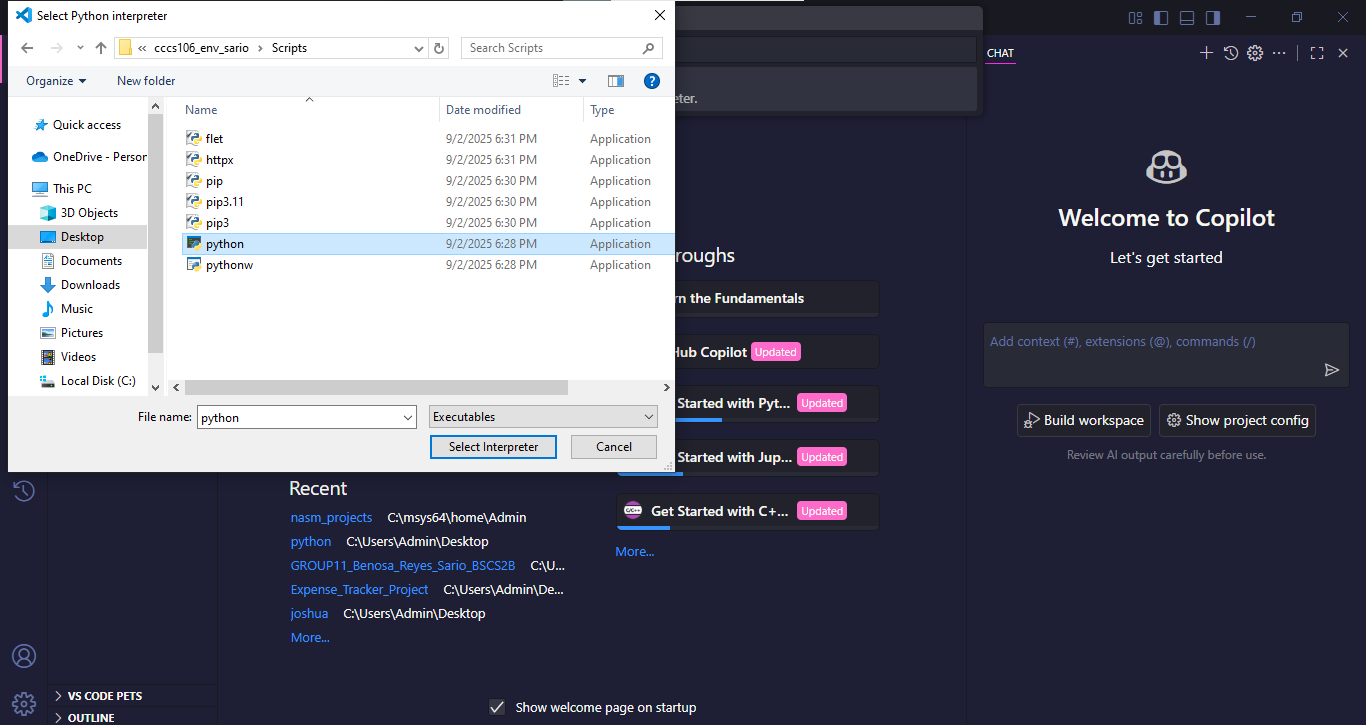 Select Python interpreter
« cccs106_env_sario > Scripts
Search Scripts
Organize
New folder
Name
Date modified
Type
Quick access
OneDrive - Person
This PC
3D Objects
Desktop
Documents
Downloads
Music
Pictures
Videos
Local Disk (C:)
flet 9/2/2025 6:31 PM Application
httpx 9/2/2025 6:31 PM Application
pip 9/2/2025 6:30 PM Application
pip3.11 9/2/2025 6:30 PM Application
pip3 9/2/2025 6:30 PM Application
python 9/2/2025 6:28 PM Application
pythonw 9/2/2025 6:28 PM Application
File name: python
Executables
Select Interpreter
Cancel
eter.
roughs
rn the Fundamentals
Hub Copilot Updated
Started with Pyt... Updated
Started with Jup... Updated
C/C++ Get Started with C+... Updated
More...
Recent
nasm_projects C:\msys64\home\Admin
python C:\Users\Admin\Desktop
GROUP11_Benosa_Reyes_Sario_BSCS2B C:\U...
Expense_Tracker_Project C:\Users\Admin\De...
joshua C:\Users\Admin\Desktop
More...
VS CODE PETS
OUTLINE
Show welcome page on startup
CHAT
Welcome to Copilot
Let's get started
Add context (#), extensions (@), commands (/)
Build workspace
Show project config
Review AI output carefully before use.